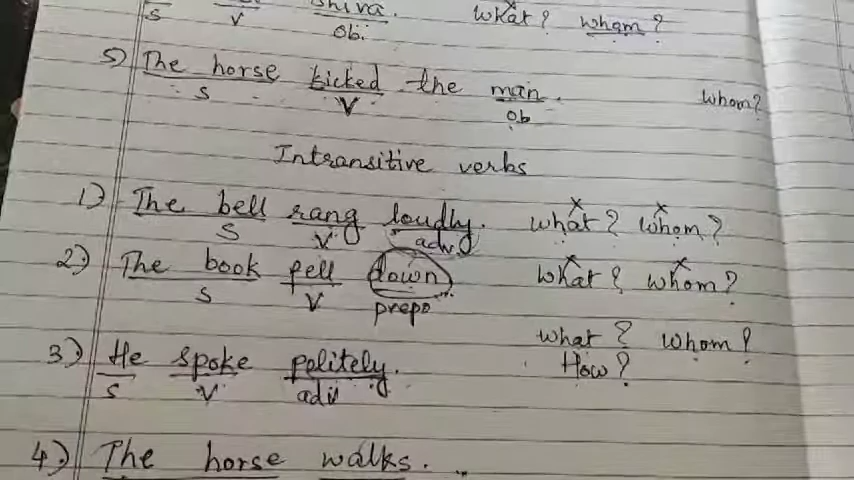 Shiva. what? whom?
S V Obj.
5) The horse kicked the man. whom?
S V Ob
Intransitive verbs
1) The bell rang loudly. what? whom?
S V adv
2) The book fell down what? whom?
S V prepo
what? whom?
3) He spoke politely. How?
S V adv
4) The horse walks.